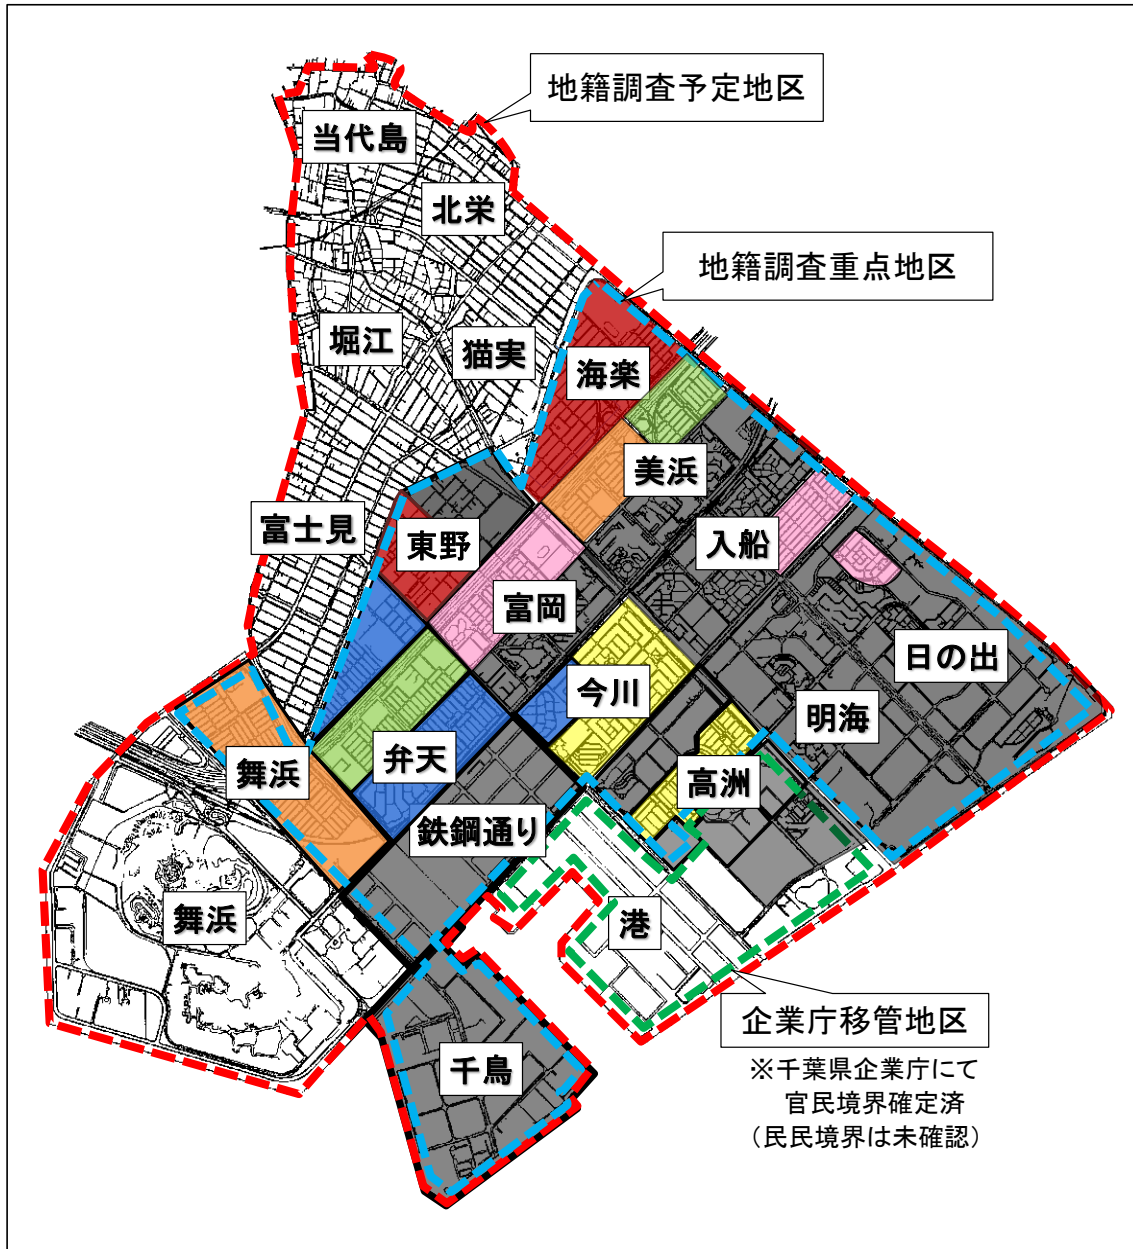 地籍調査予定地区
当代島
北栄
地籍調査重点地区
堀江
猫実
海楽
美浜
富士見
東野
入船
富岡
日の出
今川
明海
舞浜
弁天
高洲
鉄鋼通り
舞浜
港
企業庁移管地区
千鳥
※千葉県企業庁にて
官民境界確定済
(民民境界は未確認)